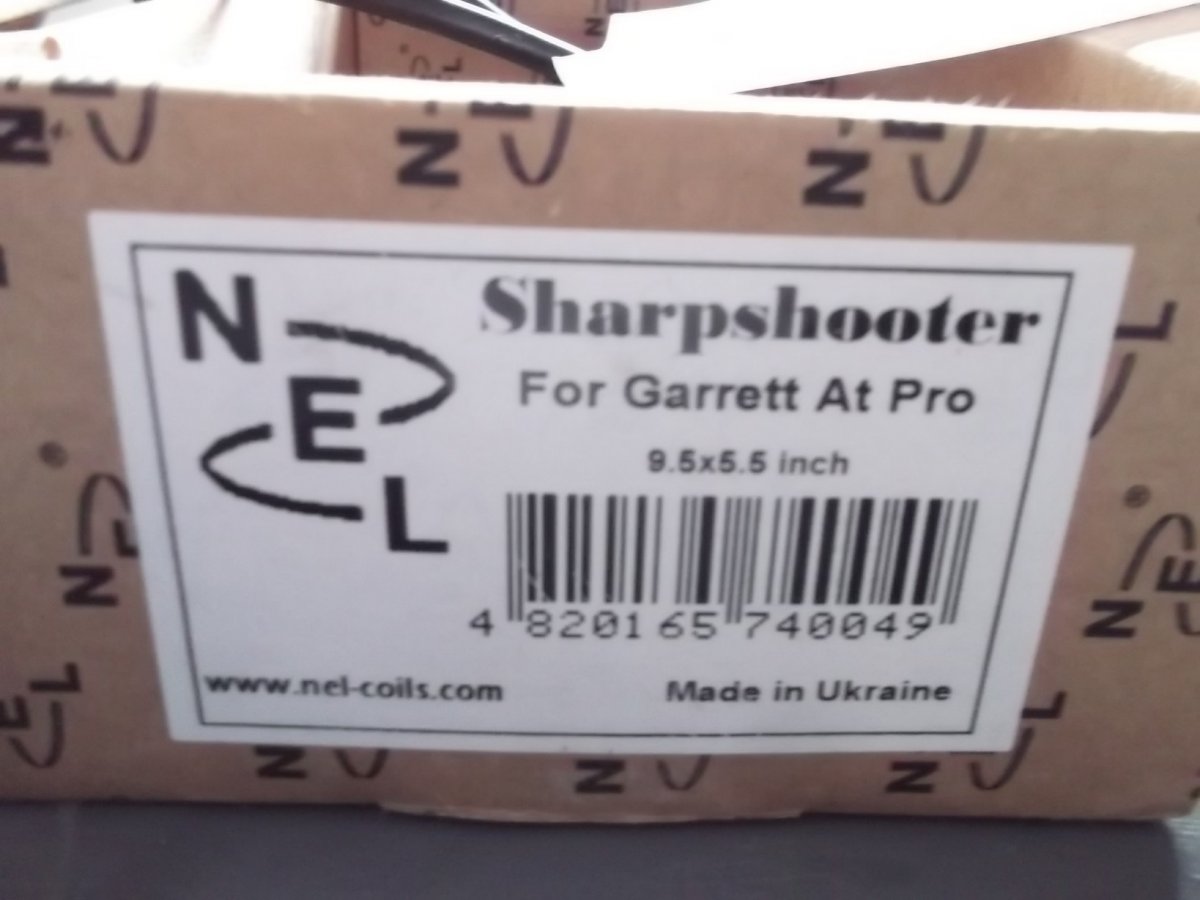 NEL
Sharpshooter
For Garrett At Pro
9.5x5.5 inch
4 820165 740049
www.nel-coils.com
Made in Ukraine